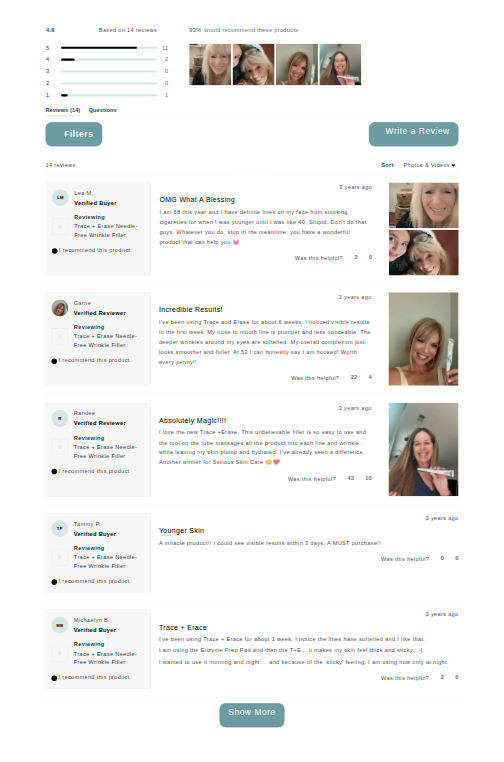 4.6 Based on 14 reviews 93% would recommend these products
5 11
4 2
3 0
2 0
1 1
Reviews (14) Questions
Filters Write a Review
14 reviews Sort Photos & Videos
LM Lea M.
Verified Buyer
Reviewing
Trace + Erase Needle-
Free Wrinkle Filler
I recommend this product
3 years ago
OMG What A Blessing
I am 68 this year and I have definite lines on my face from smoking
cigarettes for when I was younger until I was like 40. Stupid. Don't do that
guys. Whatever you do, stop in the meantime, you have a wonderful
product that can help you 💓
Was this helpful? 2 0
Carrie
Verified Reviewer
Reviewing
Trace + Erase Needle-
Free Wrinkle Filler
I recommend this product
3 years ago
Incredible Results!
I've been using Trace and Erase for about 6 weeks. I noticed visible results
in the first week. My nose to mouth line is plumper and less noticeable. The
deeper wrinkles around my eyes are softened. My overall complexion just
looks smoother and fuller. At 53 I can honestly say I am hooked! Worth
every penny!!
Was this helpful? 22 4
R Randee
Verified Reviewer
Reviewing
Trace + Erase Needle-
Free Wrinkle Filler
I recommend this product
3 years ago
Absolutely Magic!!!!
I love the new Trace +Erase. This unbelievable filler is so easy to use and
the tool on the tube massages all the product into each line and wrinkle .
while leaving my skin plump and hydrated. I've already seen a difference.
Another winner for Serious Skin Care 😊❤️
Was this helpful? 43 10
TP Tammy P.
Verified Buyer
Reviewing
Trace + Erase Needle-
Free Wrinkle Filler
I recommend this product
3 years ago
Younger Skin
A miracle product!! I could see visible results within 3 days. A MUST purchase!!
Was this helpful? 0 0
MB Michaelyn B.
Verified Buyer
Reviewing
Trace + Erase Needle-
Free Wrinkle Filler
I recommend this product
3 years ago
Trace + Erace
I've been using Trace + Erase for about 1 week. I notice the lines have softened and I like that.
I am using the Enzyme Prep Pad and then the T+E... it makes my skin feel thick and sticky. :-(
I wanted to use it morning and night ... and because of the 'sticky' feeling, I am using now only at night.
Was this helpful? 2 0
Show More